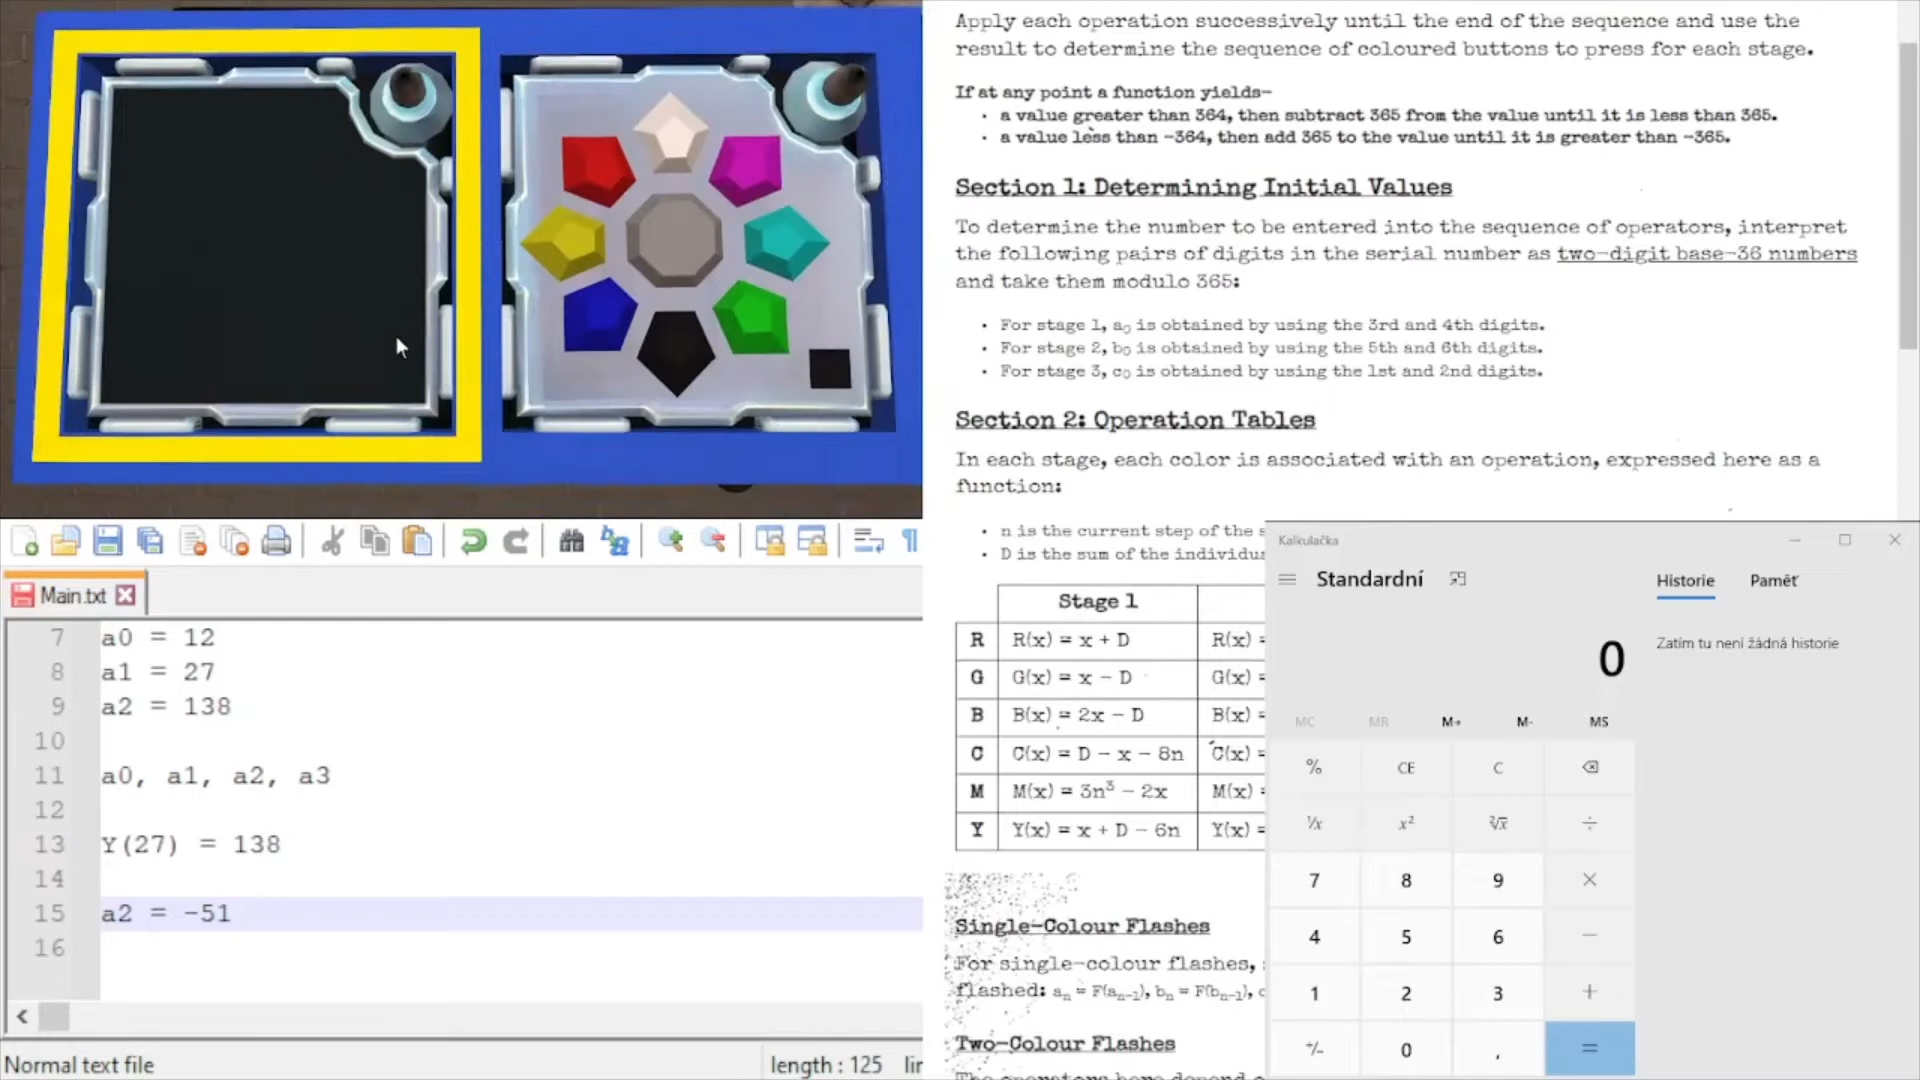 Apply each operation successively until the end of the sequence and use the
result to determine the sequence of coloured buttons to press for each stage.
If at any point a function yields–
· a value greater than 364, then subtract 365 from the value until it is less than 365.
· a value less than –364, then add 365 to the value until it is greater than –365.
Section 1: Determining Initial Values
To determine the number to be entered into the sequence of operators, interpret
the following pairs of digits in the serial number as two-digit base-36 numbers
and take them modulo 365:
· For stage 1, a₀ is obtained by using the 3rd and 4th digits.
· For stage 2, b₀ is obtained by using the 5th and 6th digits.
· For stage 3, c₀ is obtained by using the 1st and 2nd digits.
Section 2: Operation Tables
In each stage, each color is associated with an operation, expressed here as a
function:
· n is the current step of the s
· D is the sum of the individua
Stage 1
R R(x) = x + D R(x) =
G G(x) = x – D G(x) =
B B(x) = 2x – D B(x) =
C C(x) = D – x – 8n C(x) =
M M(x) = 3n³ – 2x M(x) =
Y Y(x) = x + D – 6n Y(x) =
Single-Colour Flashes
For single-colour flashes,
flashed: aₙ = F(aₙ₋₁), bₙ = F(bₙ₋₁), c
Two-Colour Flashes
Main.txt
7 a0 = 12
8 a1 = 27
9 a2 = 138
10
11 a0, a1, a2, a3
12
13 Y(27) = 138
14
15 a2 = -51
16
Normal text file length : 125 lin
Kalkulačka
Standardní
Historie Paměť
Zatím tu není žádná historie
0
MC MR M+ M- MS
% CE C
¹/x x² ²√x ÷
7 8 9 ×
4 5 6 −
1 2 3 +
+/- 0 , =